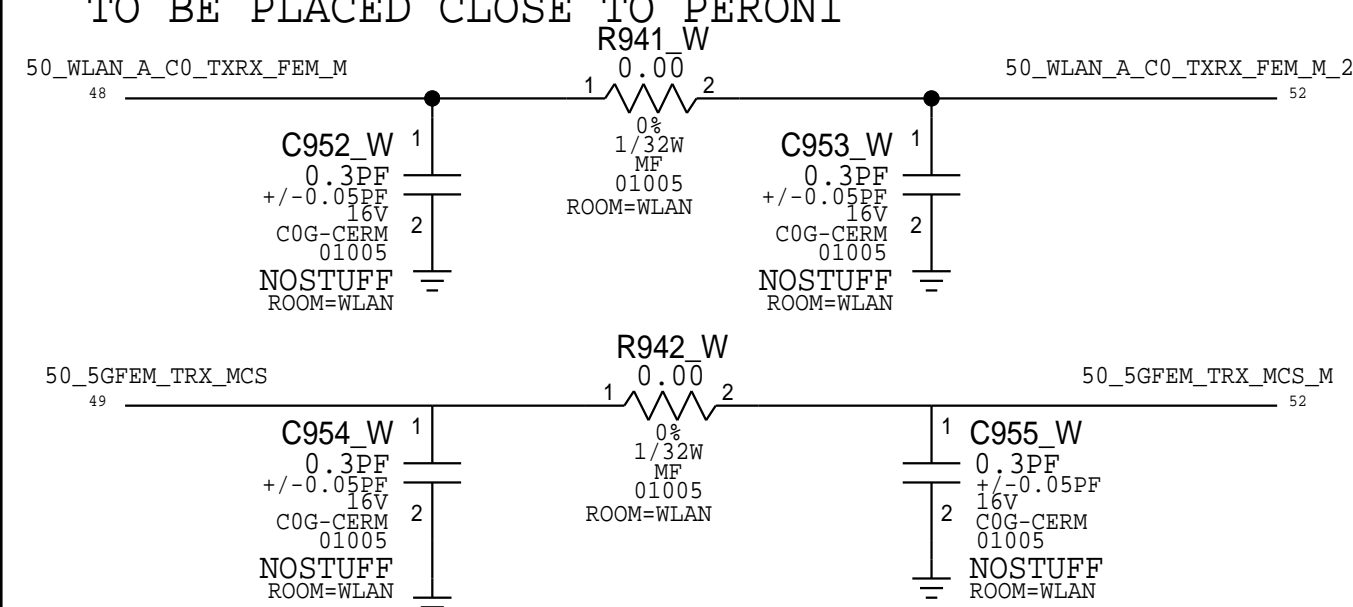 TO BE PLACED CLOSE TO PERONI
R941_W
50_WLAN_A_C0_TXRX_FEM_M
0.00
50_WLAN_A_C0_TXRX_FEM_M_2
48
1
2
52
0%
1/32W
MF
01005
ROOM=WLAN
C952_W
1
0.3PF
+/-0.05PF
16V
2
C0G-CERM
01005
NOSTUFF
ROOM=WLAN
C953_W
1
0.3PF
+/-0.05PF
16V
2
C0G-CERM
01005
NOSTUFF
ROOM=WLAN
R942_W
50_5GFEM_TRX_MCS
0.00
50_5GFEM_TRX_MCS_M
49
1
2
52
0%
1/32W
MF
01005
ROOM=WLAN
C954_W
1
0.3PF
+/-0.05PF
16V
2
C0G-CERM
01005
NOSTUFF
ROOM=WLAN
1
C955_W
0.3PF
+/-0.05PF
16V
2
C0G-CERM
01005
NOSTUFF
ROOM=WLAN